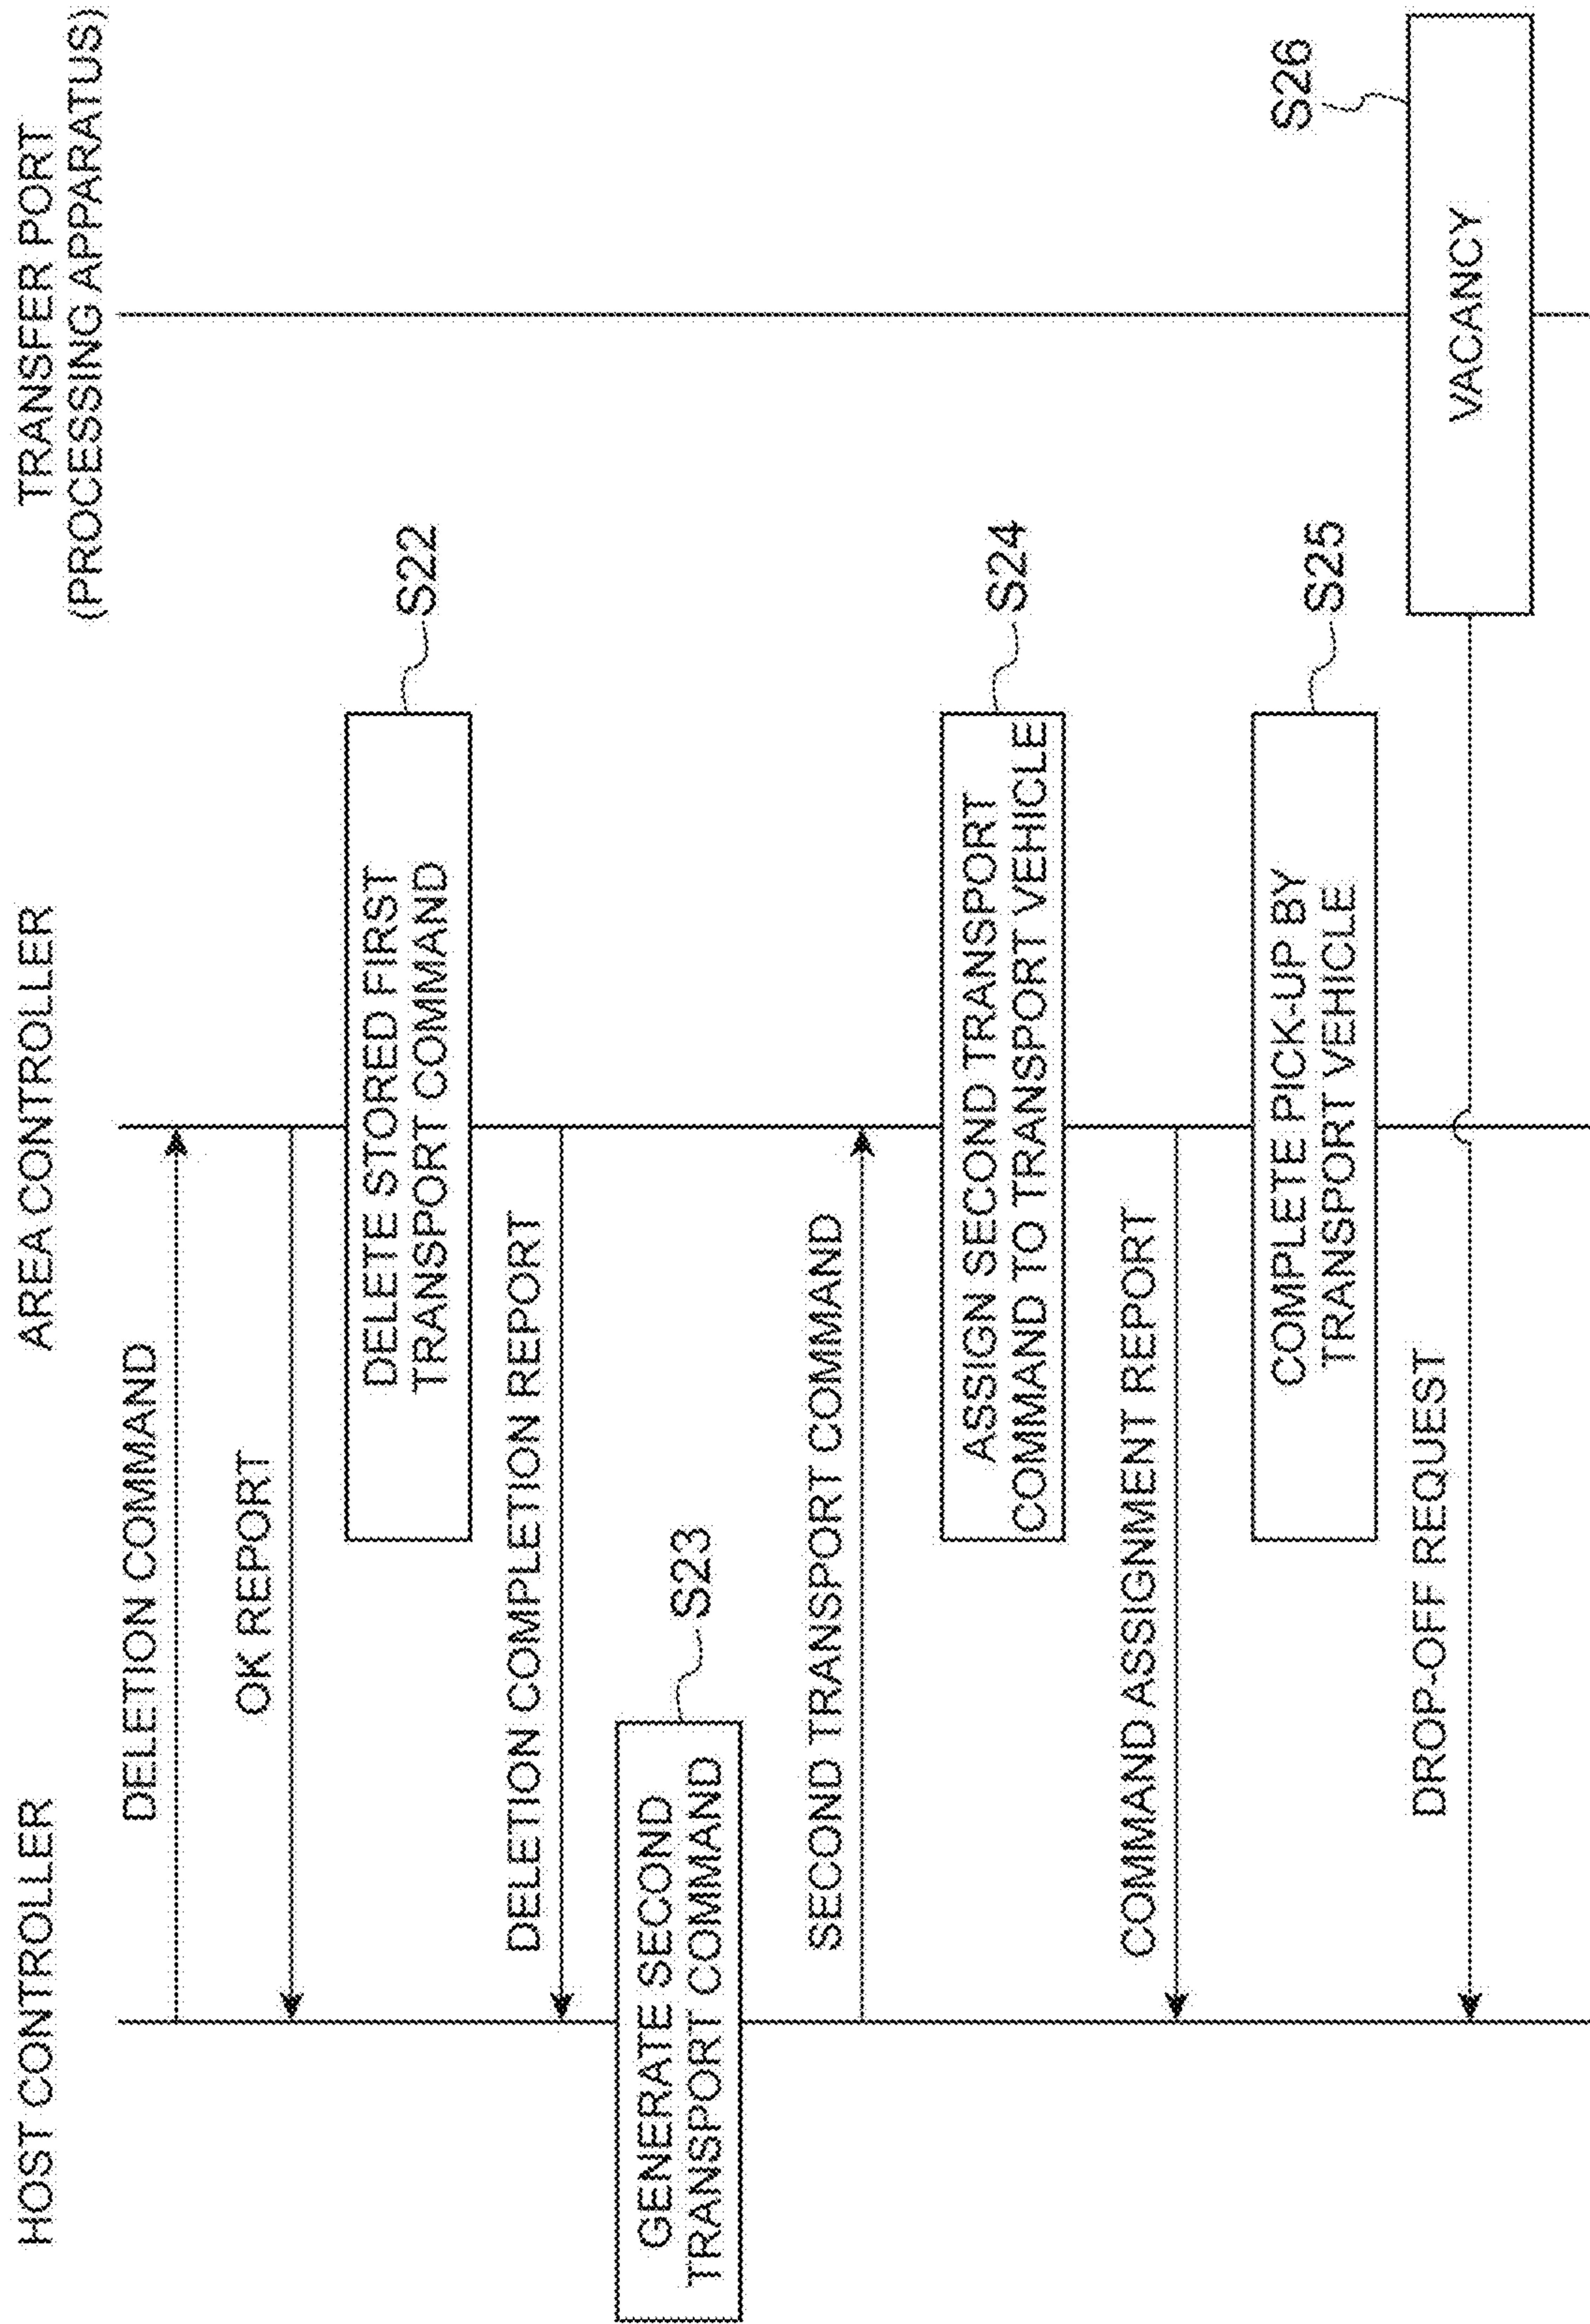 HOST CONTROLLER
AREA CONTROLLER
TRANSFER PORT
(PROCESSING APPARATUS)
DELETION COMMAND
OK REPORT
S22
DELETE STORED FIRST
TRANSPORT COMMAND
DELETION COMPLETION REPORT
S23
GENERATE SECOND
TRANSPORT COMMAND
SECOND TRANSPORT COMMAND
S24
ASSIGN SECOND TRANSPORT
COMMAND TO TRANSPORT VEHICLE
COMMAND ASSIGNMENT REPORT
S25
COMPLETE PICK-UP BY
TRANSPORT VEHICLE
S26
DROP-OFF REQUEST
VACANCY